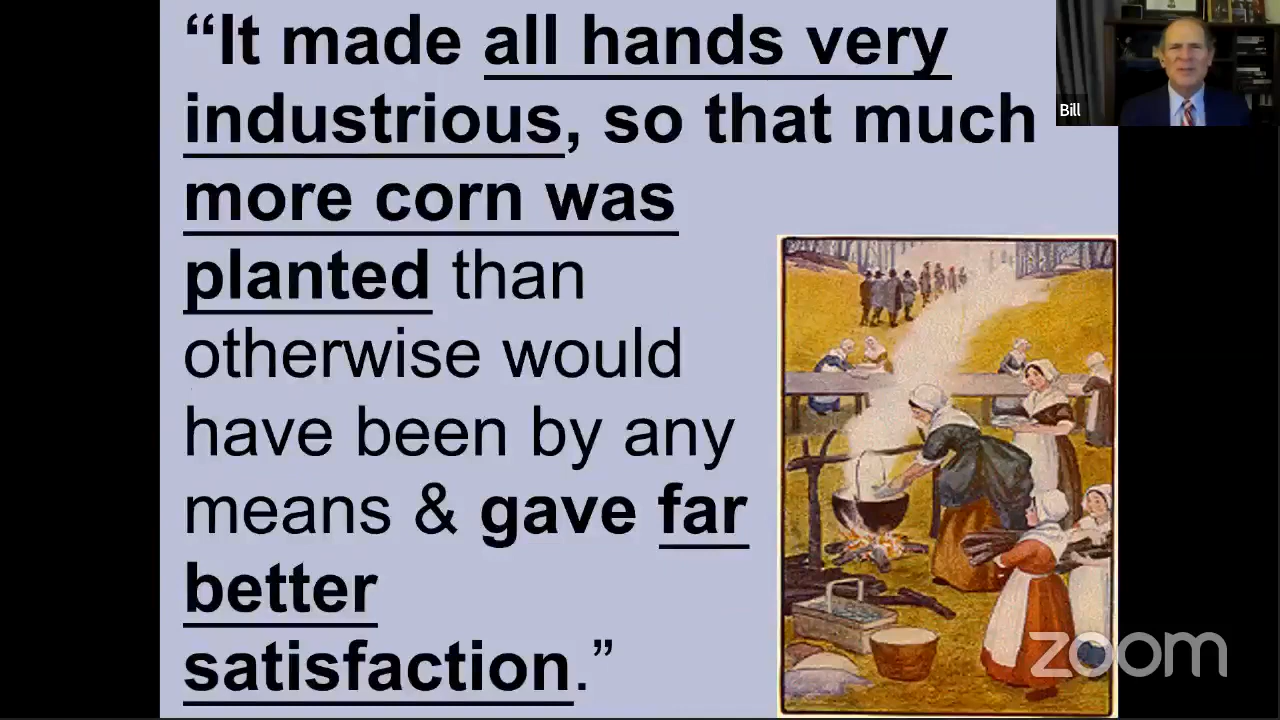 “It made all hands very
industrious, so that much
more corn was
planted than
otherwise would
have been by any
means & gave far
better
satisfaction.”
Bill
zoom